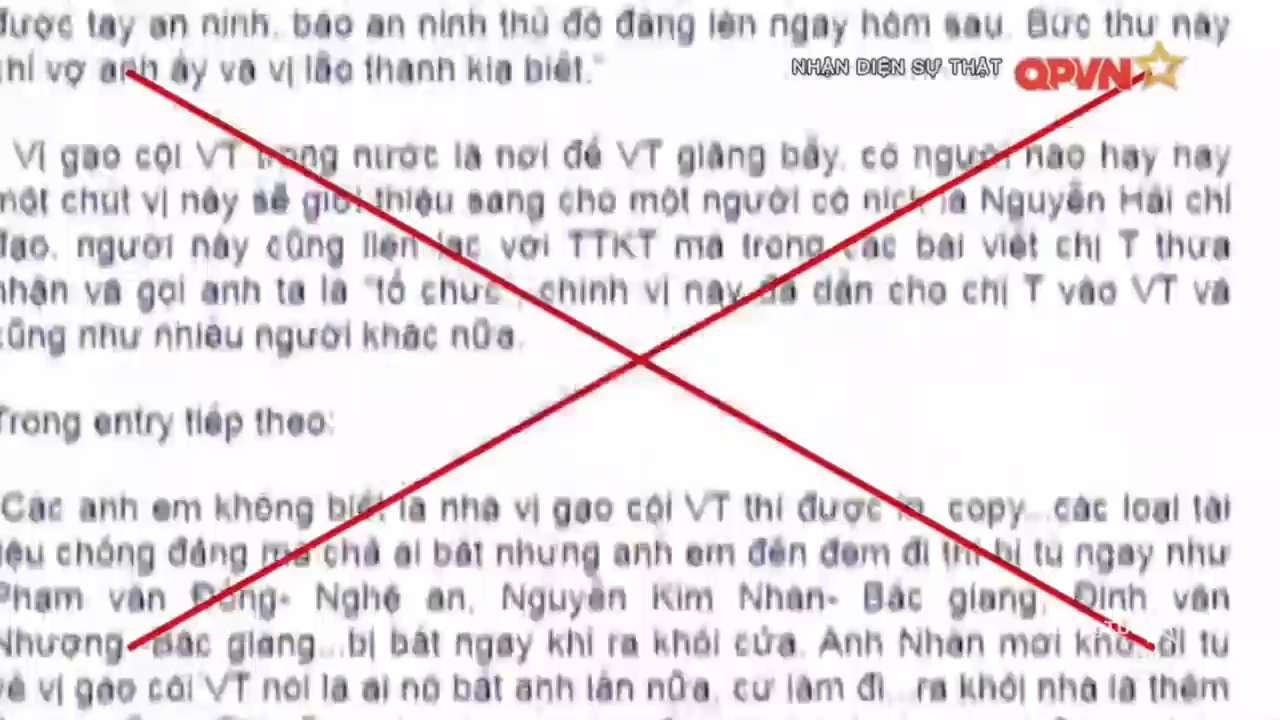 được tay an ninh, báo an ninh thủ đô đăng lên ngay hôm sau. Bức thư này
chỉ vợ anh ấy và vị lão thành kia biết."
NHẬN DIỆN SỰ THẬT QPVN
Vị gạo cội VT trong nước là nơi để VT giăng bẫy, có người nào hay hay
một chút vị này sẽ giới thiệu sang cho một người có nick là Nguyễn Hải chỉ
đạo, người này cũng liên lạc với TTKT mà trong các bài viết chị T thừa
nhận và gọi anh ta là "tổ chức", chính vị này đã dẫn cho chị T vào VT và
cũng như nhiều người khác nữa.
Trong entry tiếp theo:
Các anh em không biết là nhà vị gạo cội VT thì được in, copy...các loại tài
liệu chống đảng mà chả ai bắt nhưng anh em đến đem đi thì bị tù ngay như
Phạm văn Đồng- Nghệ an, Nguyễn Kim Nhàn- Bắc giang, Đinh văn
Nhượng- Bắc giang...bị bắt ngay khi ra khỏi cửa. Anh Nhàn mới khỏi tù
về vị gạo cội VT nói là ai nó bắt anh lần nữa, cứ làm đi...ra khỏi nhà là thêm